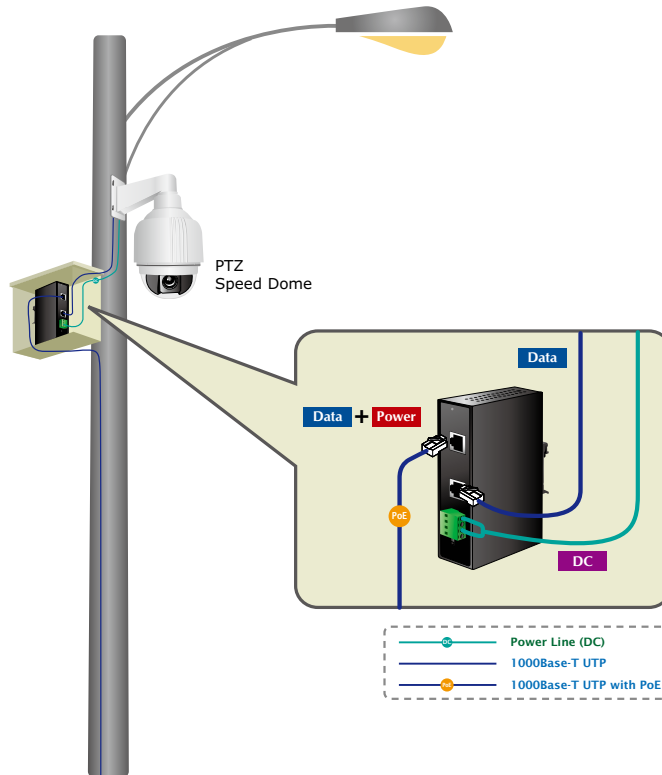 PTZ
Speed Dome
Data
Data + Power
PoE
DC
DC
Power Line (DC)
1000Base-T UTP
PoE
1000Base-T UTP with PoE